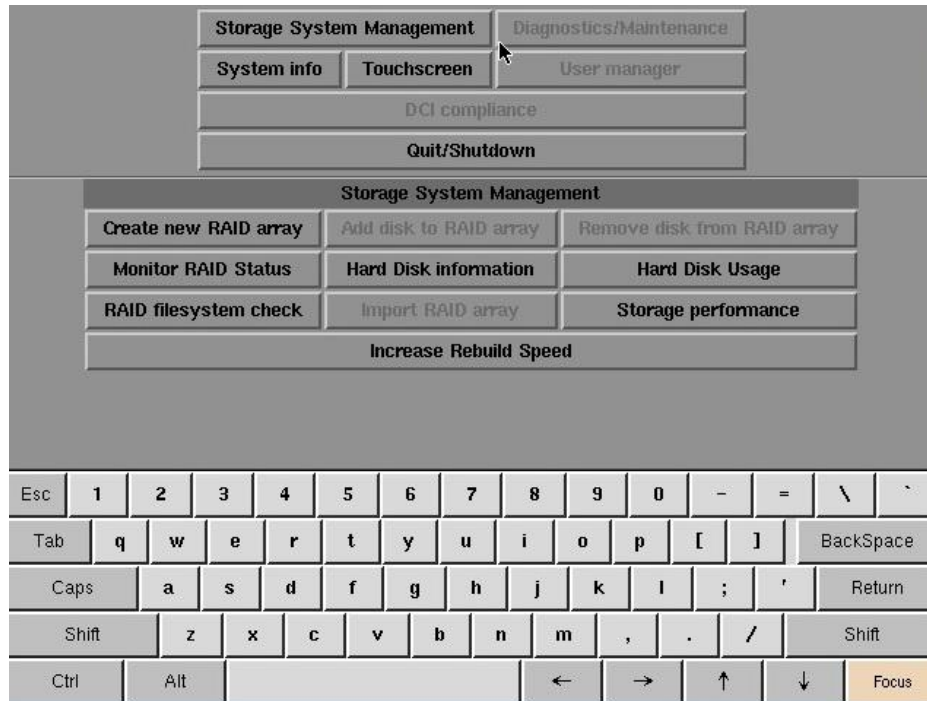 Storage System Management Diagnostics/Maintenance
System info Touchscreen User manager
DCI compliance
Quit/Shutdown
Storage System Management
Create new RAID array Add disk to RAID array Remove disk from RAID array
Monitor RAID Status Hard Disk information Hard Disk Usage
RAID filesystem check Import RAID array Storage performance
Increase Rebuild Speed
Esc 1 2 3 4 5 6 7 8 9 0 - = \ `
Tab q w e r t y u i o p [ ] BackSpace
Caps a s d f g h j k l ; ' Return
Shift z x c v b n m , . / Shift
Ctrl Alt ← → ↑ ↓ Focus